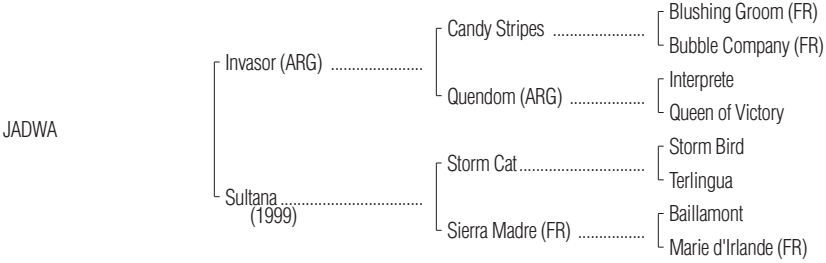 Blushing Groom (FR)
Candy Stripes ......................
Bubble Company (FR)
Invasor (ARG) ......................
Interprete
Quendom (ARG) ..................
Queen of Victory
JADWA
Storm Bird
Storm Cat..............................
Terlingua
Sultana ..................................
(1999)
Baillamont
Sierra Madre (FR) ................
Marie d'Irlande (FR)